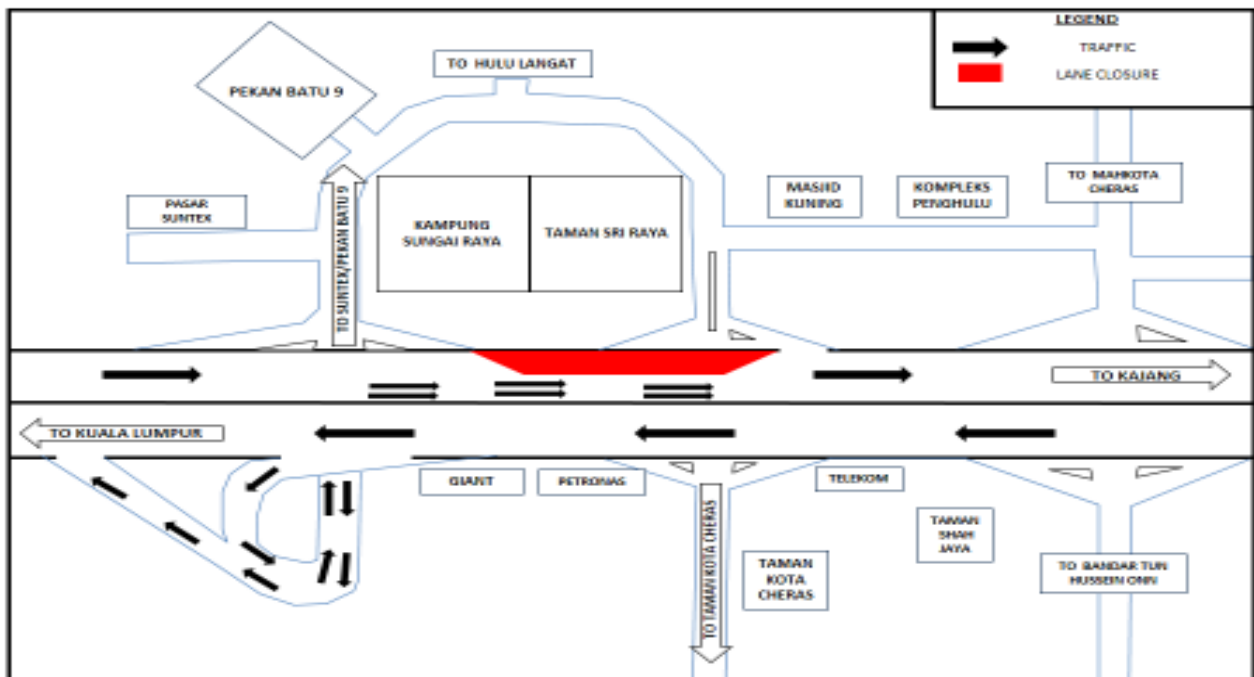 LEGEND
TRAFFIC
LANE CLOSURE
TO HULU LANGAT
PEKAN BATU 9
PASAR
SUNTEX
TO SUNTEX/PEKAN BATU 9
KAMPUNG
SUNGAI RAYA
TAMAN SRI RAYA
MASJID
KUNING
KOMPLEKS
PENGHULU
TO MAHKOTA
CHERAS
TO KAJANG
TO KUALA LUMPUR
GIANT
PETRONAS
TELEKOM
TO TAMAN KOTA CHERAS
TAMAN
KOTA
CHERAS
TAMAN
SHAH
JAYA
TO BANDAR TUN
HUSSEIN ONN